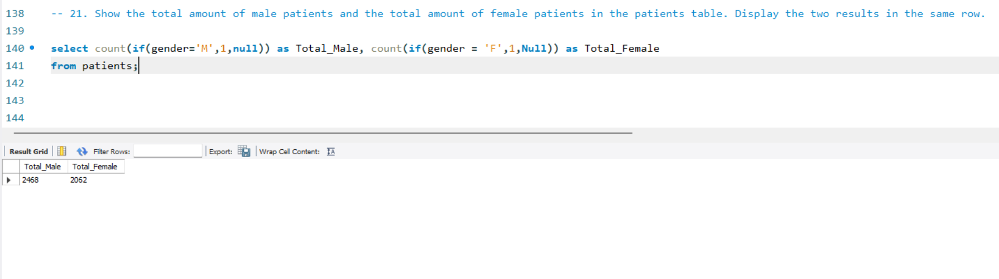 138 -- 21. Show the total amount of male patients and the total amount of female patients in the patients table. Display the two results in the same row.
139
140 select count(if(gender='M',1,null)) as Total_Male, count(if(gender = 'F',1,Null)) as Total_Female
141 from patients;
142
143
144
Result Grid Filter Rows: Export: Wrap Cell Content:
Total_Male Total_Female
2468 2062